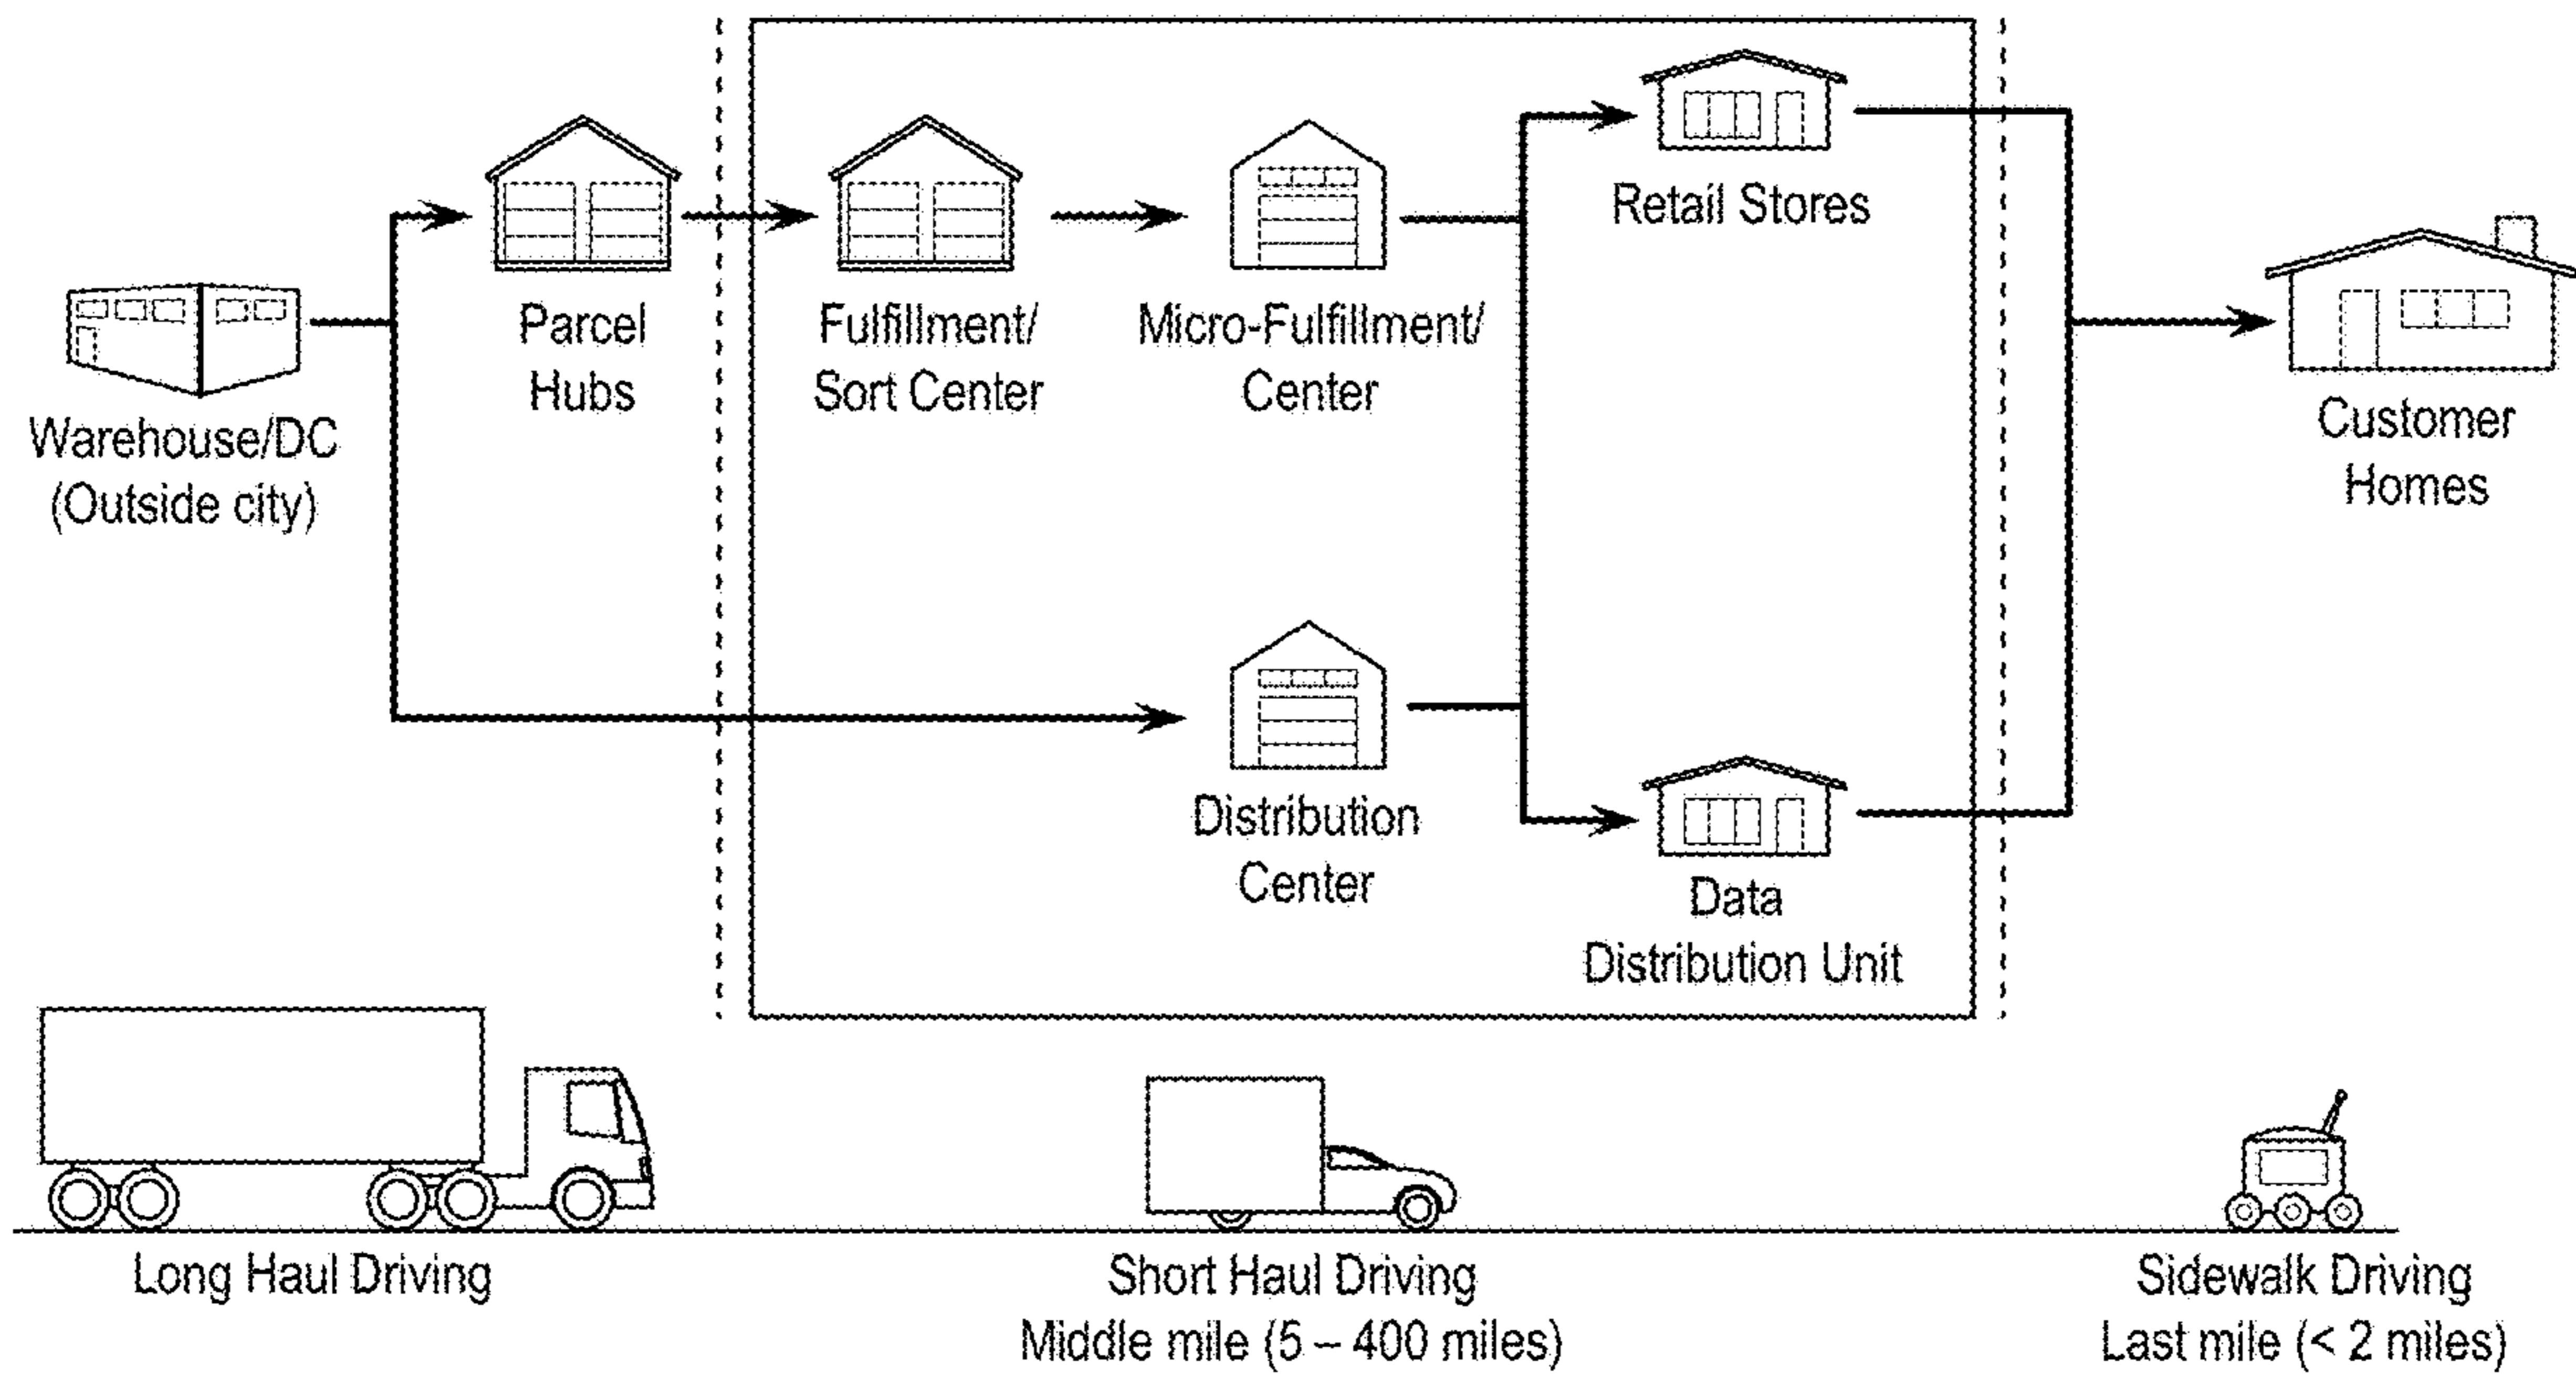 Warehouse/DC
(Outside city)
Parcel
Hubs
Fulfillment/
Sort Center
Micro-Fulfillment/
Center
Distribution
Center
Retail Stores
Data
Distribution Unit
Customer
Homes
Long Haul Driving
Short Haul Driving
Middle mile (5 – 400 miles)
Sidewalk Driving
Last mile (< 2 miles)